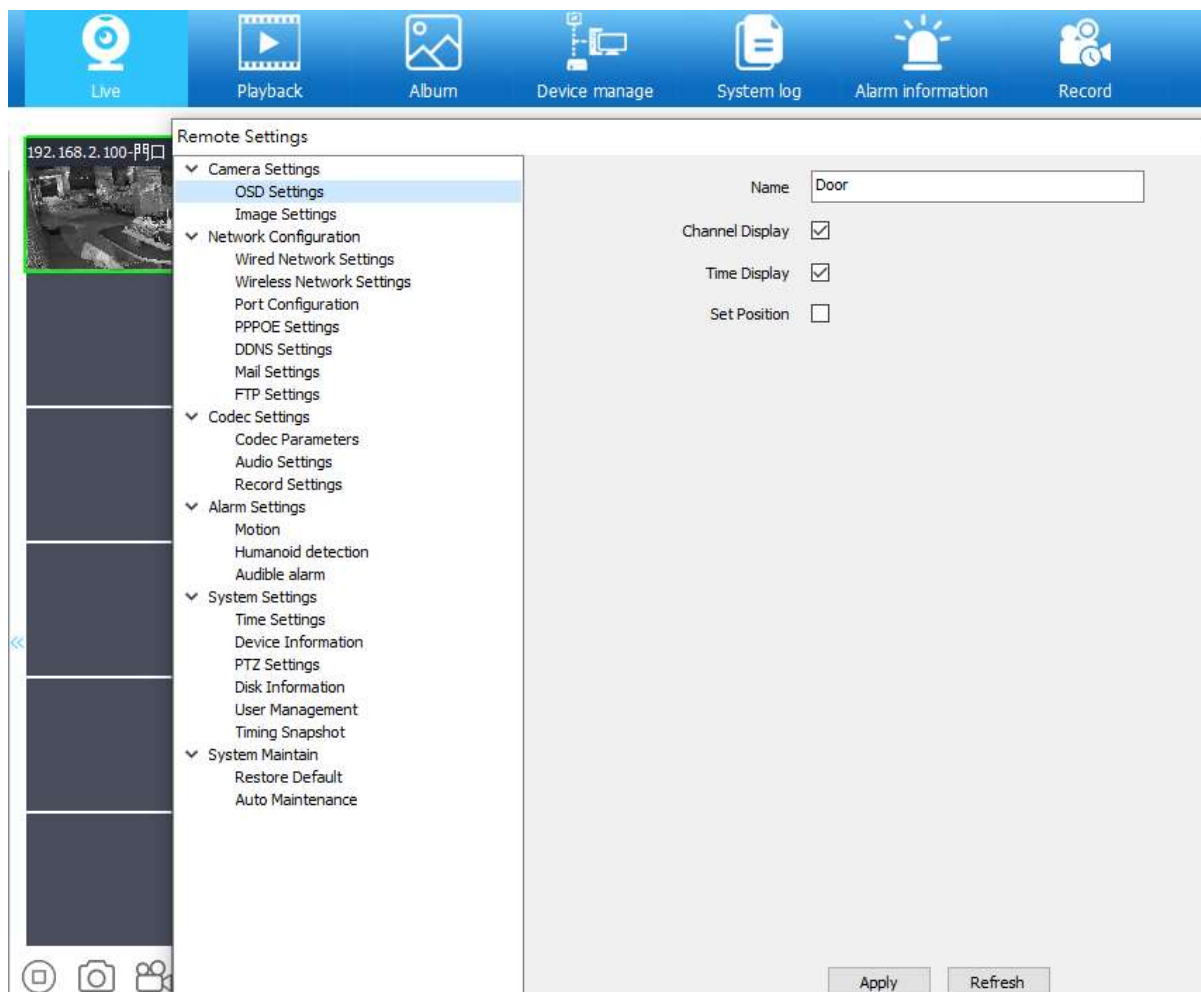 Live
Playback
Album
Device manage
System log
Alarm information
Record
192.168.2.100-門口
Remote Settings
Camera Settings
OSD Settings
Image Settings
Network Configuration
Wired Network Settings
Wireless Network Settings
Port Configuration
PPPOE Settings
DDNS Settings
Mail Settings
FTP Settings
Codec Settings
Codec Parameters
Audio Settings
Record Settings
Alarm Settings
Motion
Humanoid detection
Audible alarm
System Settings
Time Settings
Device Information
PTZ Settings
Disk Information
User Management
Timing Snapshot
System Maintain
Restore Default
Auto Maintenance
Name Door
Channel Display
Time Display
Set Position
Apply
Refresh